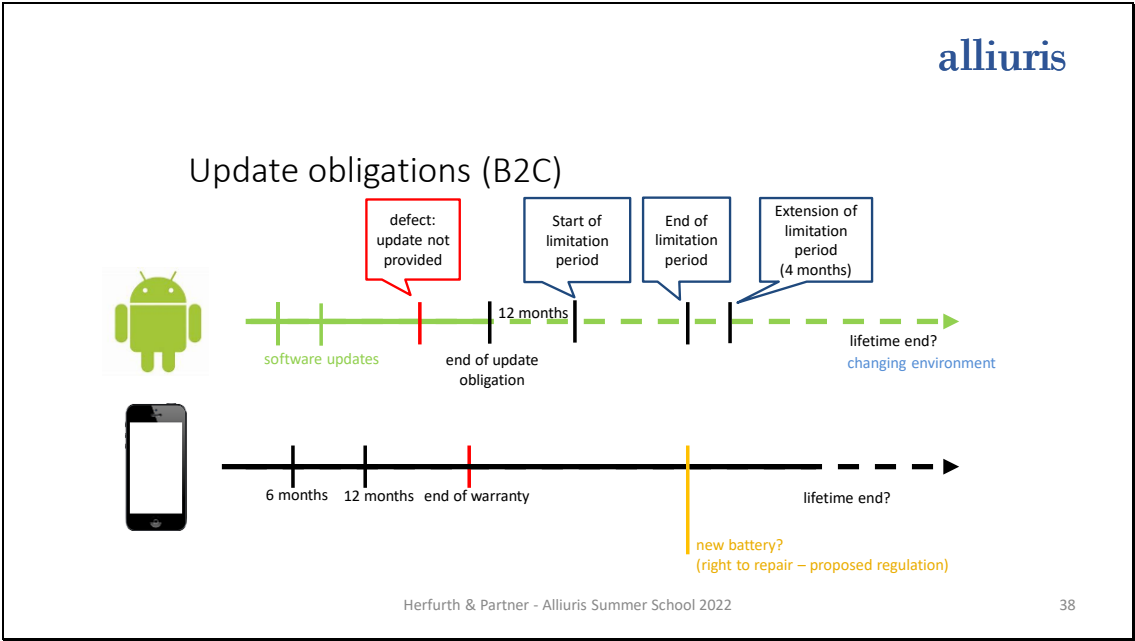 alliuris
Update obligations (B2C)
defect:
update not
provided
Start of
limitation
period
End of
limitation
period
Extension of
limitation
period
(4 months)
12 months
software updates
end of update
obligation
lifetime end?
changing environment
6 months
12 months
end of warranty
lifetime end?
new battery?
(right to repair – proposed regulation)
Herfurth & Partner - Alliuris Summer School 2022
38